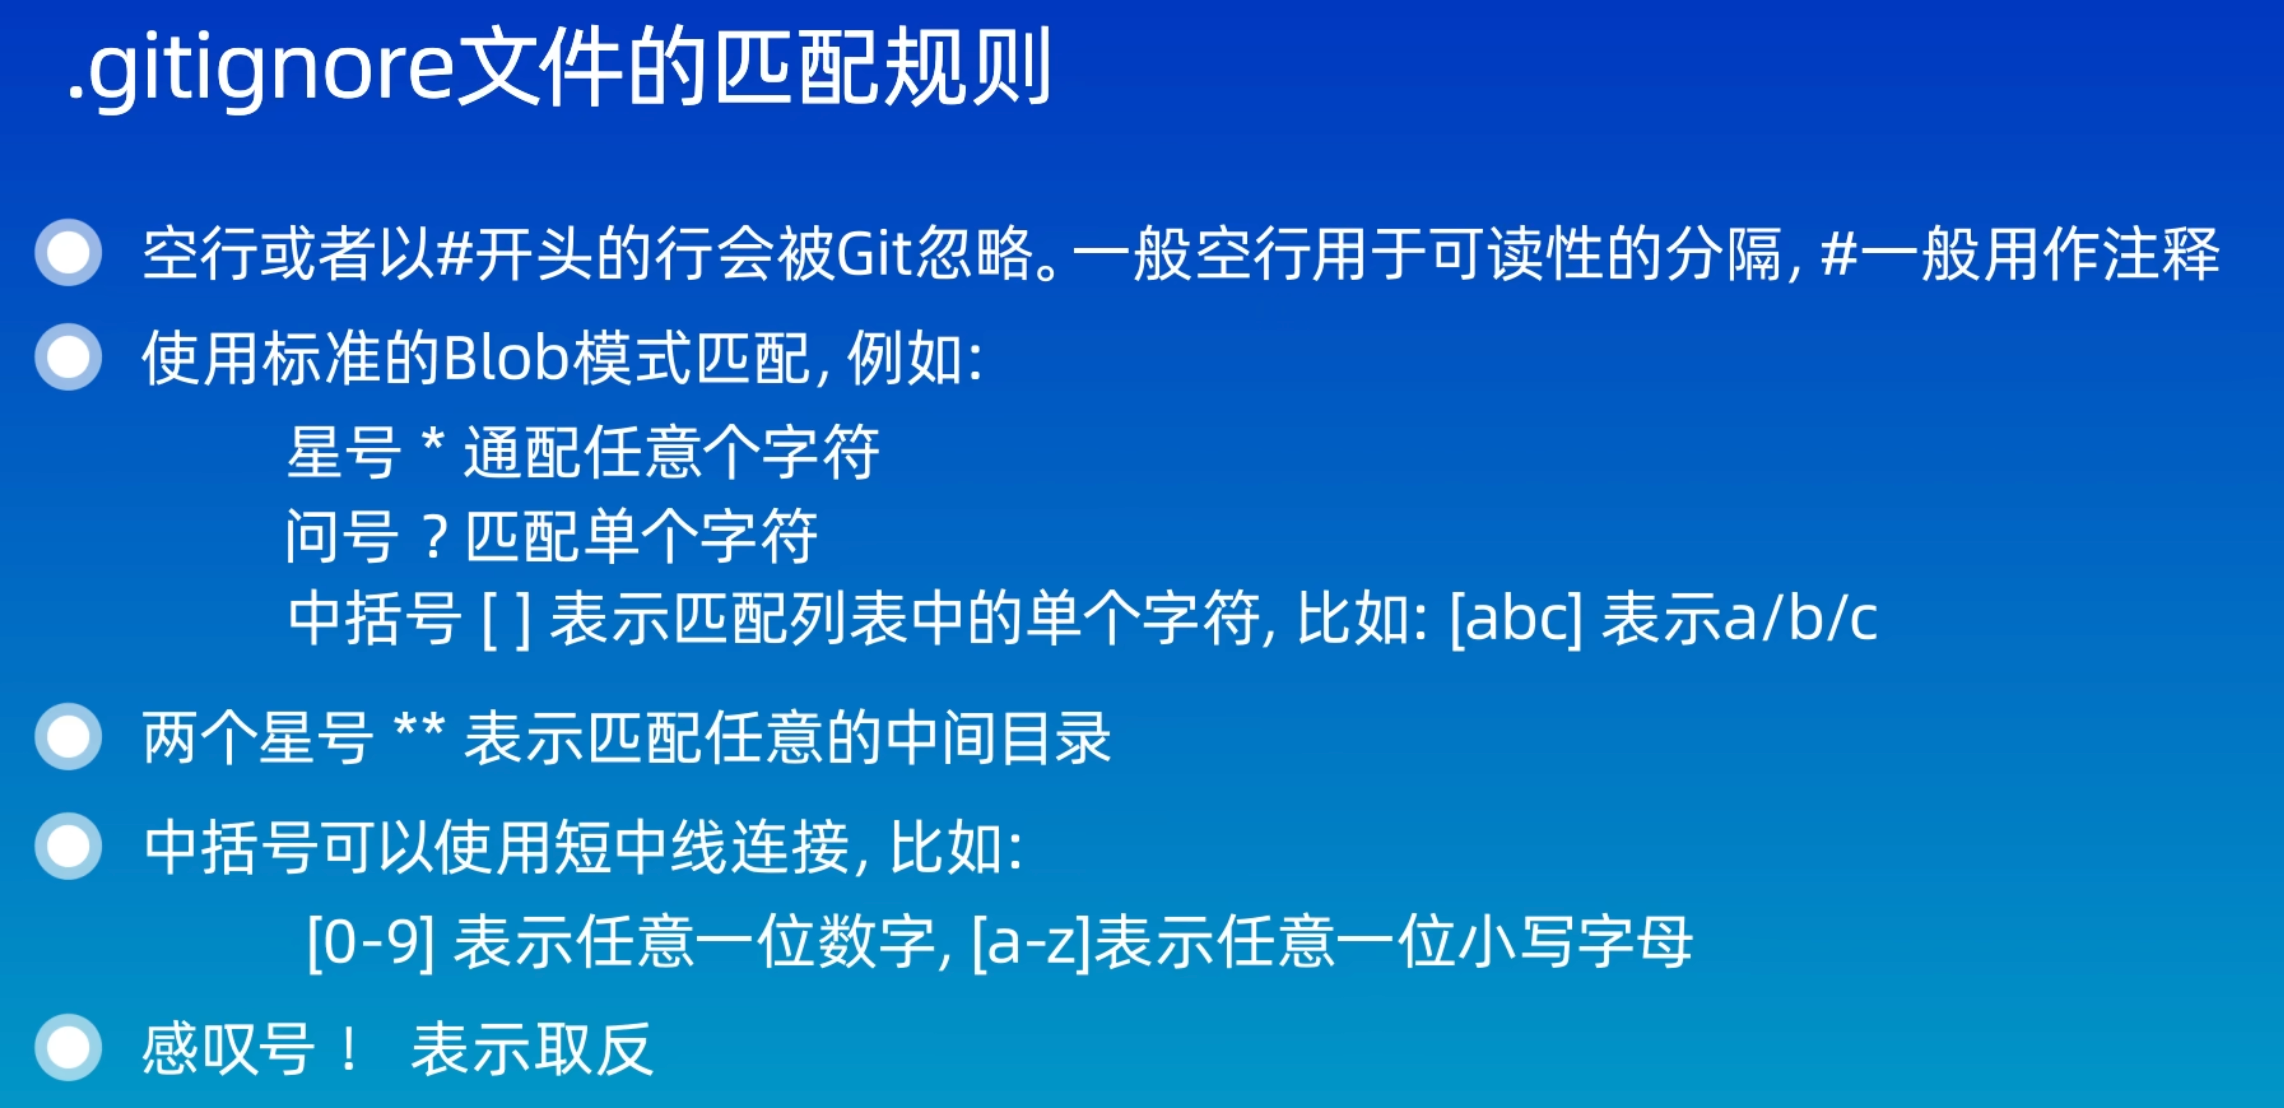 .gitignore文件的匹配规则
空行或者以#开头的行会被Git忽略。一般空行用于可读性的分隔, #一般用作注释
使用标准的Blob模式匹配, 例如:
星号 * 通配任意个字符
问号 ? 匹配单个字符
中括号 [ ] 表示匹配列表中的单个字符, 比如: [abc] 表示a/b/c
两个星号 ** 表示匹配任意的中间目录
中括号可以使用短中线连接, 比如:
[0-9] 表示任意一位数字, [a-z]表示任意一位小写字母
感叹号 ! 表示取反